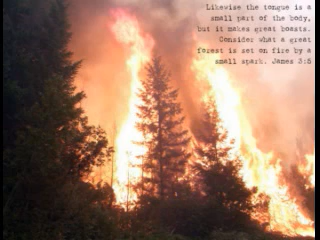 Likewise the tongue is a
small part of the body,
but it makes great boasts.
Consider what a great
forest is set on fire by a
small spark. James 3:5